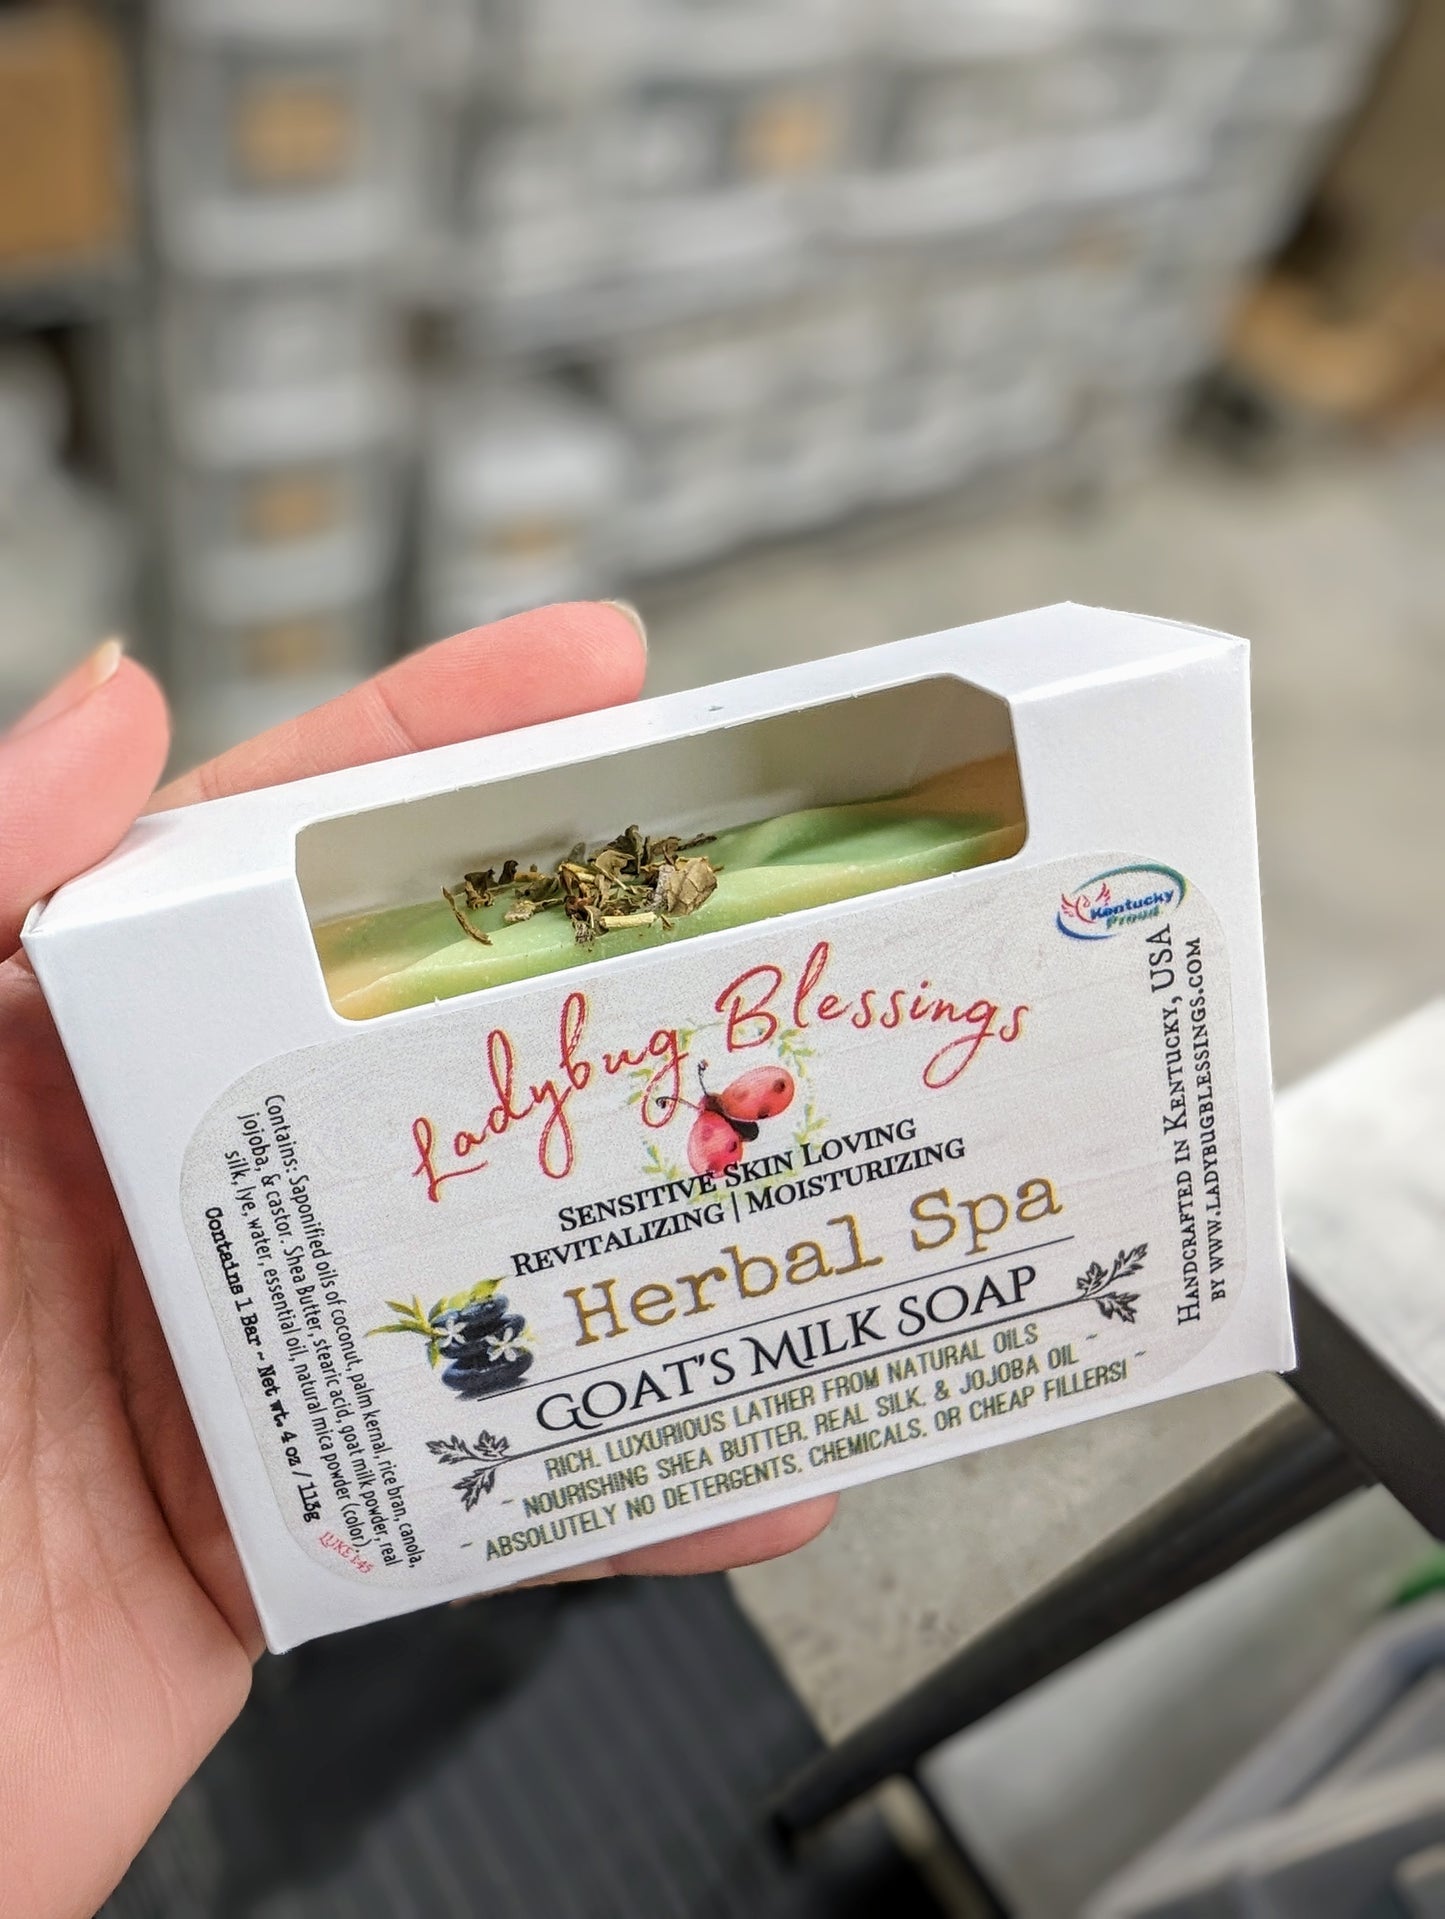 Kentucky
Proud
Ladybug Blessings
SENSITIVE SKIN LOVING
REVITALIZING | MOISTURIZING
Herbal Spa
GOAT'S MILK SOAP
RICH, LUXURIOUS LATHER FROM NATURAL OILS
~ NOURISHING SHEA BUTTER, REAL SILK, & JOJOBA OIL ~
~ ABSOLUTELY NO DETERGENTS, CHEMICALS, OR CHEAP FILLERS! ~
Contains: Saponified oils of coconut, palm kernal, rice bran, canola,
jojoba, & castor. Shea Butter, stearic acid, goat milk powder, real
silk, lye, water, essential oil, natural mica powder (color).
Contains 1 Bar ~ Net wt. 4 oz / 113g
LUKE 1:45
HANDCRAFTED IN KENTUCKY, USA
BY WWW.LADYBUGBLESSINGS.COM